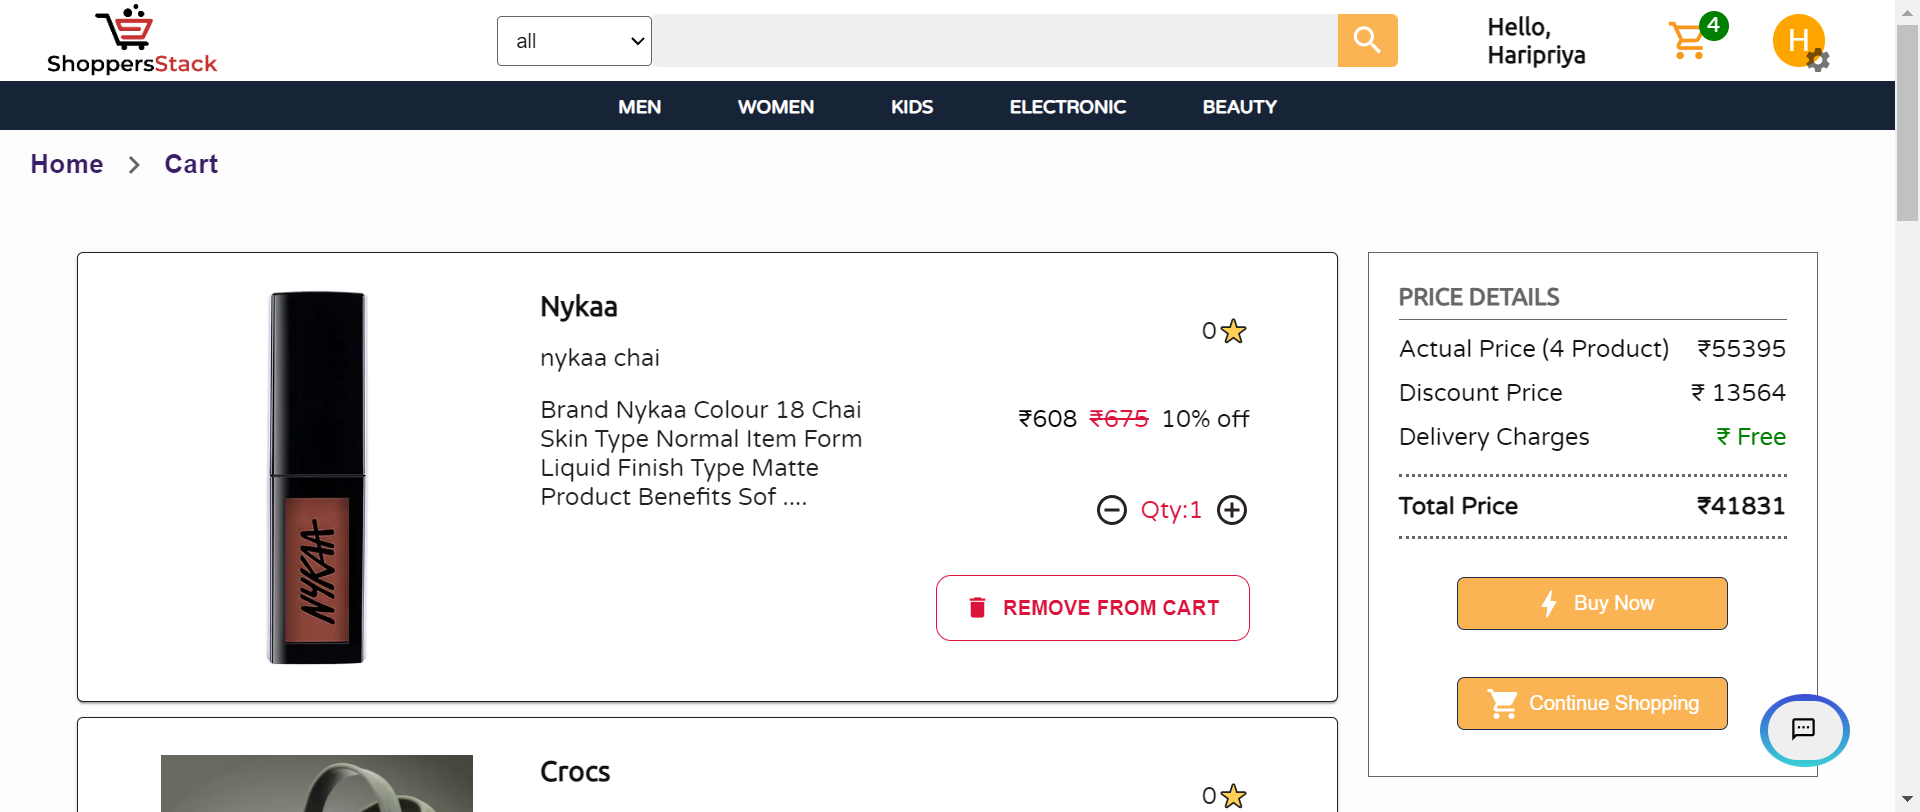 ShoppersStack
all
Hello,
Haripriya
4
H
MEN WOMEN KIDS ELECTRONIC BEAUTY
Home > Cart
Nykaa
0
nykaa chai
Brand Nykaa Colour 18 Chai
Skin Type Normal Item Form
Liquid Finish Type Matte
Product Benefits Sof ....
₹608 ₹675 10% off
Qty:1
REMOVE FROM CART
NYKAA
PRICE DETAILS
Actual Price (4 Product) ₹55395
Discount Price ₹ 13564
Delivery Charges ₹ Free
Total Price ₹41831
Buy Now
Continue Shopping
Crocs
0